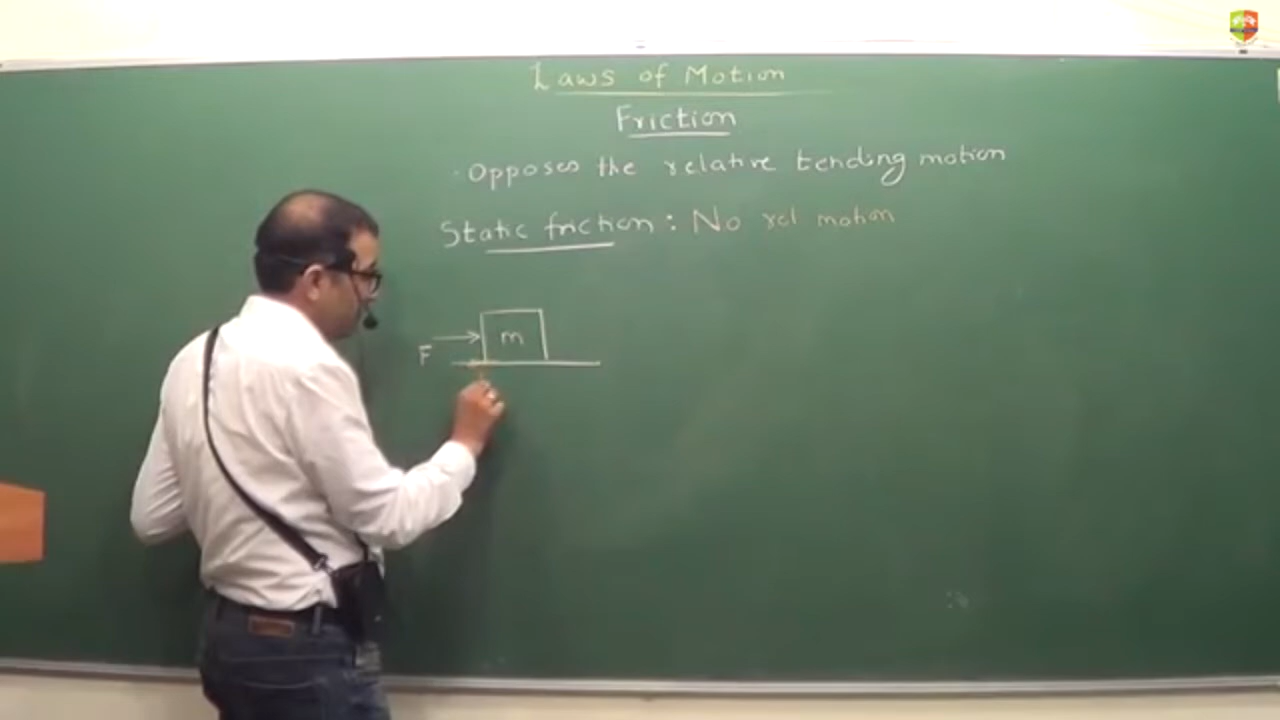 Laws of Motion
Friction
· Opposes the relative tending motion
Static friction : No rel motion
m
F